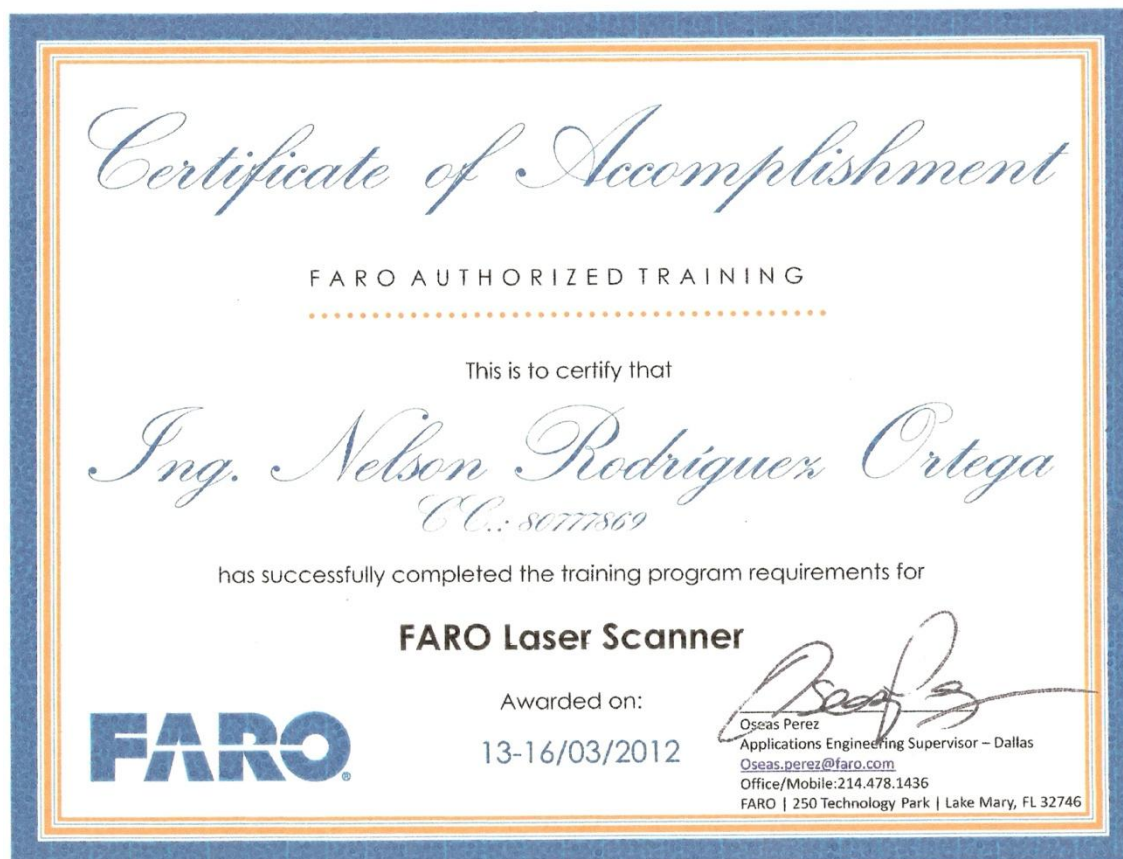 Certificate of Accomplishment
FARO AUTHORIZED TRAINING
This is to certify that
Ing. Nelson Rodríguez Ortega
CC.: 80777869
has successfully completed the training program requirements for
FARO Laser Scanner
Awarded on:
13-16/03/2012
FARO®
Oseas Perez
Oseas Perez
Applications Engineering Supervisor – Dallas
Oseas.perez@faro.com
Office/Mobile:214.478.1436
FARO | 250 Technology Park | Lake Mary, FL 32746